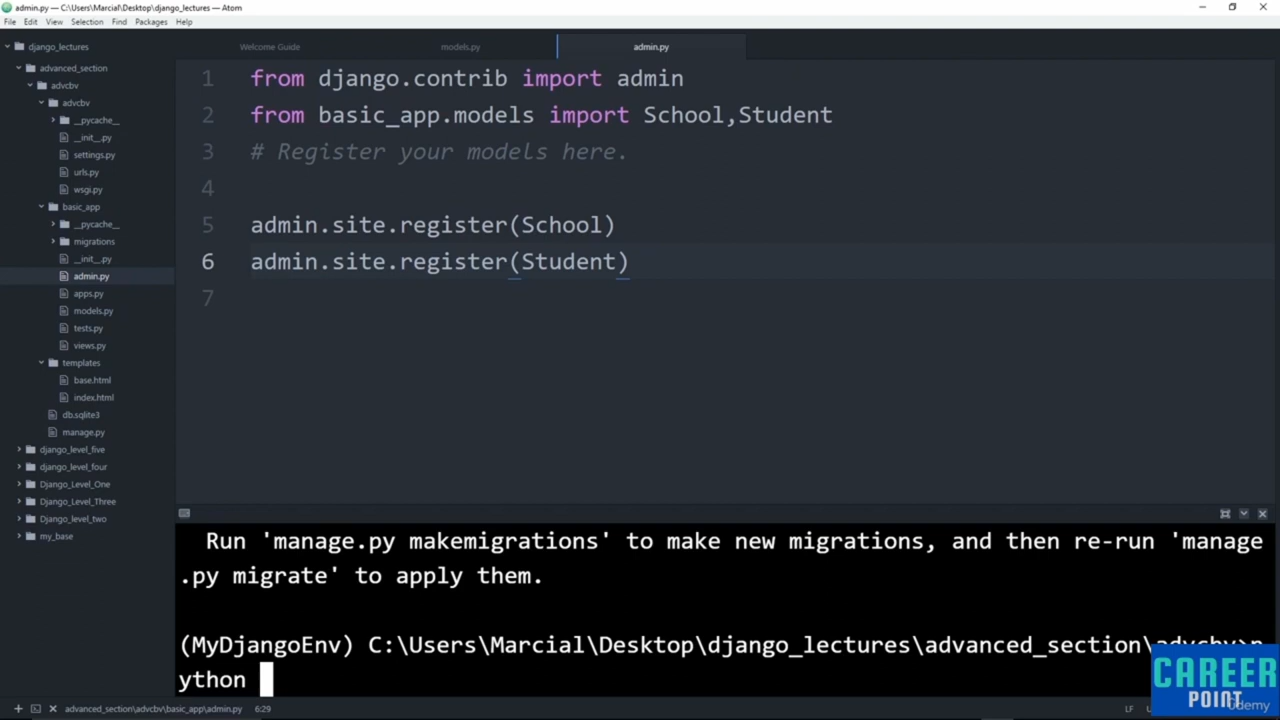 admin.py — C:\Users\Marcial\Desktop\django_lectures — Atom
File Edit View Selection Find Packages Help
django_lectures
advanced_section
advcbv
advcbv
__pycache__
__init__.py
settings.py
urls.py
wsgi.py
basic_app
__pycache__
migrations
__init__.py
admin.py
apps.py
models.py
tests.py
views.py
templates
base.html
index.html
db.sqlite3
manage.py
django_level_five
django_level_four
Django_Level_One
Django_Level_Three
Django_level_two
my_base
Welcome Guide models.py admin.py
1 from django.contrib import admin
2 from basic_app.models import School,Student
3 # Register your models here.
4
5 admin.site.register(School)
6 admin.site.register(Student)
7
Run 'manage.py makemigrations' to make new migrations, and then re-run 'manage
.py migrate' to apply them.
(MyDjangoEnv) C:\Users\Marcial\Desktop\django_lectures\advanced_section\advcbv>p
ython
advanced_section\advcbv\basic_app\admin.py 6:29 LF
CAREER
POINT
Udemy